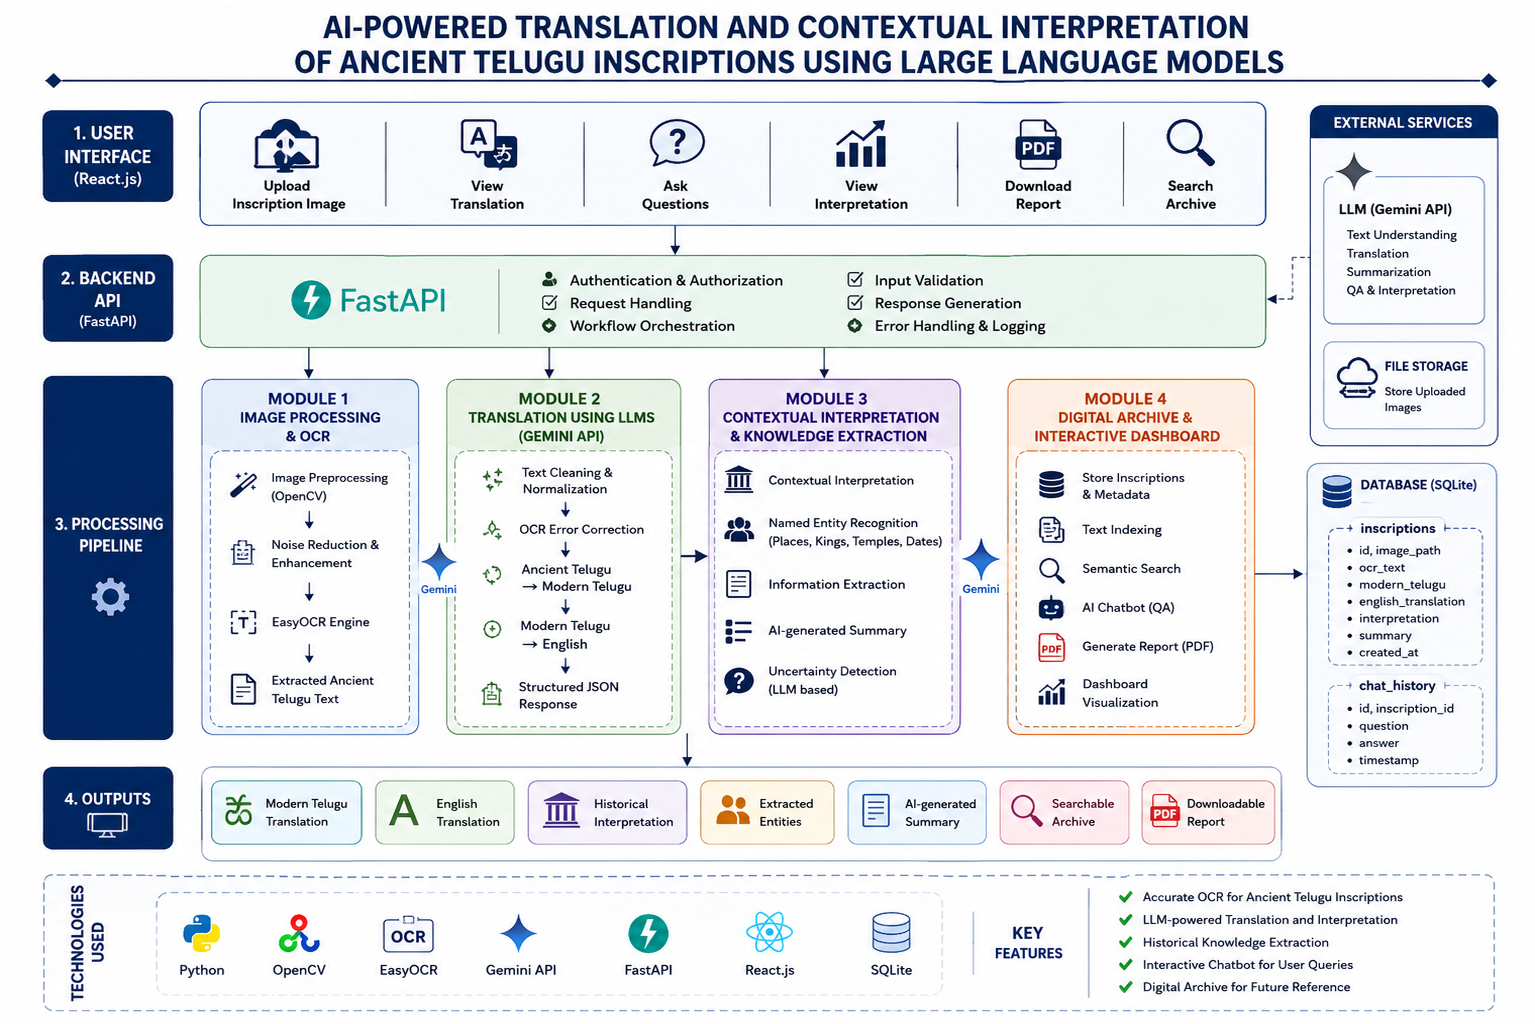 AI-POWERED TRANSLATION AND CONTEXTUAL INTERPRETATION
OF ANCIENT TELUGU INSCRIPTIONS USING LARGE LANGUAGE MODELS
1. USER
INTERFACE
(React.js)
Upload
Inscription Image
A
View
Translation
?
Ask
Questions
View
Interpretation
PDF
Download
Report
Search
Archive
EXTERNAL SERVICES
LLM (Gemini API)
Text Understanding
Translation
Summarization
QA & Interpretation
FILE STORAGE
Store Uploaded
Images
2. BACKEND
API
(FastAPI)
FastAPI
Authentication & Authorization
Request Handling
Workflow Orchestration
Input Validation
Response Generation
Error Handling & Logging
3. PROCESSING
PIPELINE
MODULE 1
IMAGE PROCESSING
& OCR
Image Preprocessing
(OpenCV)
Noise Reduction &
Enhancement
T
EasyOCR Engine
Extracted Ancient
Telugu Text
Gemini
MODULE 2
TRANSLATION USING LLMS
(GEMINI API)
Text Cleaning &
Normalization
OCR Error Correction
Ancient Telugu
→ Modern Telugu
Modern Telugu
→ English
Structured JSON
Response
MODULE 3
CONTEXTUAL INTERPRETATION
& KNOWLEDGE EXTRACTION
Contextual Interpretation
Named Entity Recognition
(Places, Kings, Temples, Dates)
Information Extraction
AI-generated Summary
?
Uncertainty Detection
(LLM based)
Gemini
MODULE 4
DIGITAL ARCHIVE &
INTERACTIVE DASHBOARD
Store Inscriptions
& Metadata
Text Indexing
Semantic Search
AI Chatbot (QA)
PDF
Generate Report (PDF)
Dashboard
Visualization
DATABASE (SQLite)
inscriptions
• id, image_path
• ocr_text
• modern_telugu
• english_translation
• interpretation
• summary
• created_at
chat_history
• id, inscription_id
• question
• answer
• timestamp
4. OUTPUTS
Modern Telugu
Translation
A
English
Translation
Historical
Interpretation
Extracted
Entities
AI-generated
Summary
Searchable
Archive
PDF
Downloadable
Report
TECHNOLOGIES
USED
Python
OpenCV
OCR
EasyOCR
Gemini API
FastAPI
React.js
SQLite
KEY
FEATURES
Accurate OCR for Ancient Telugu Inscriptions
LLM-powered Translation and Interpretation
Historical Knowledge Extraction
Interactive Chatbot for User Queries
Digital Archive for Future Reference